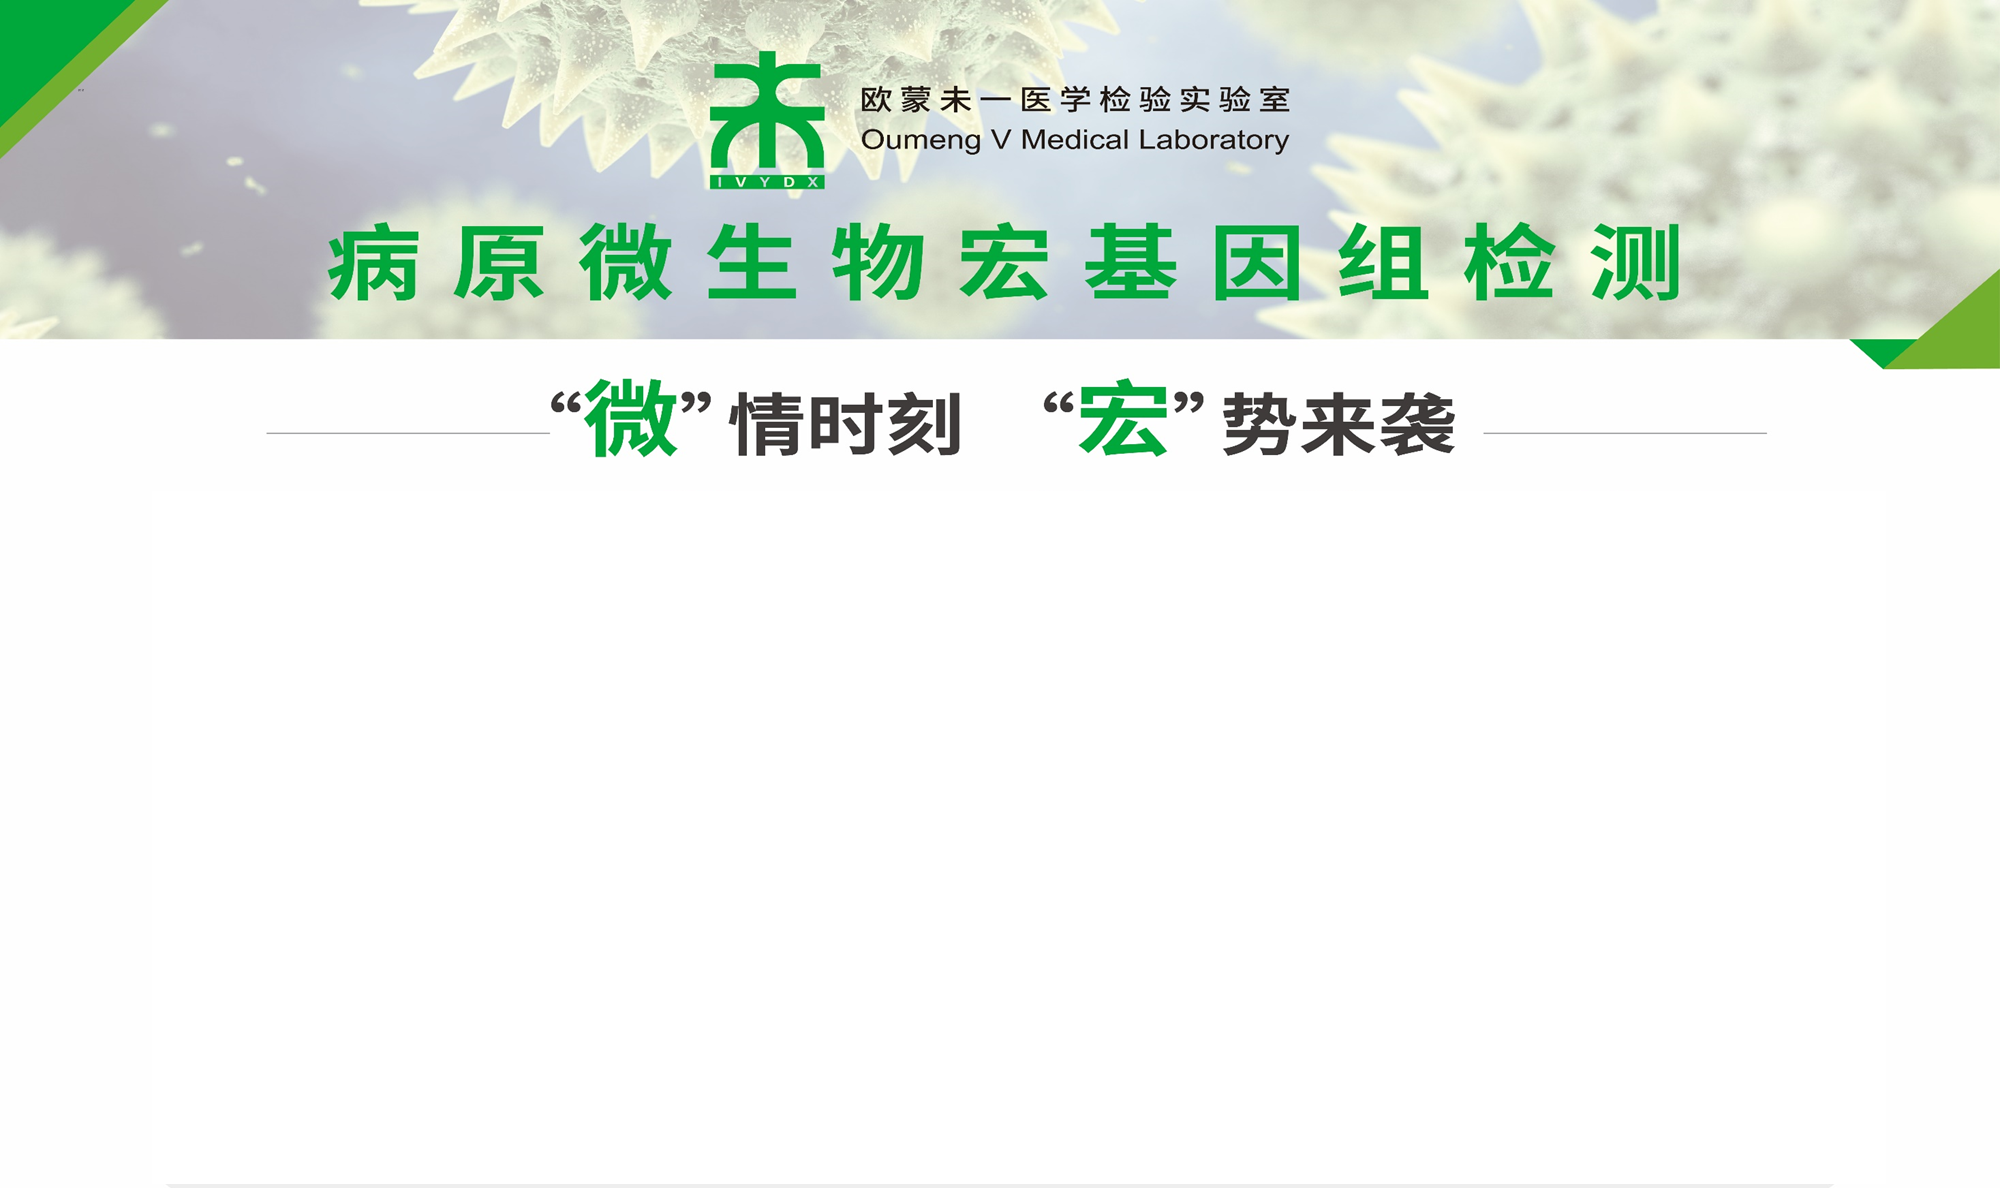 欧蒙未一医学检验实验室
Oumeng V Medical Laboratory
IVYDX
病原微生物宏基因组检测
“微”情时刻 “宏”势来袭